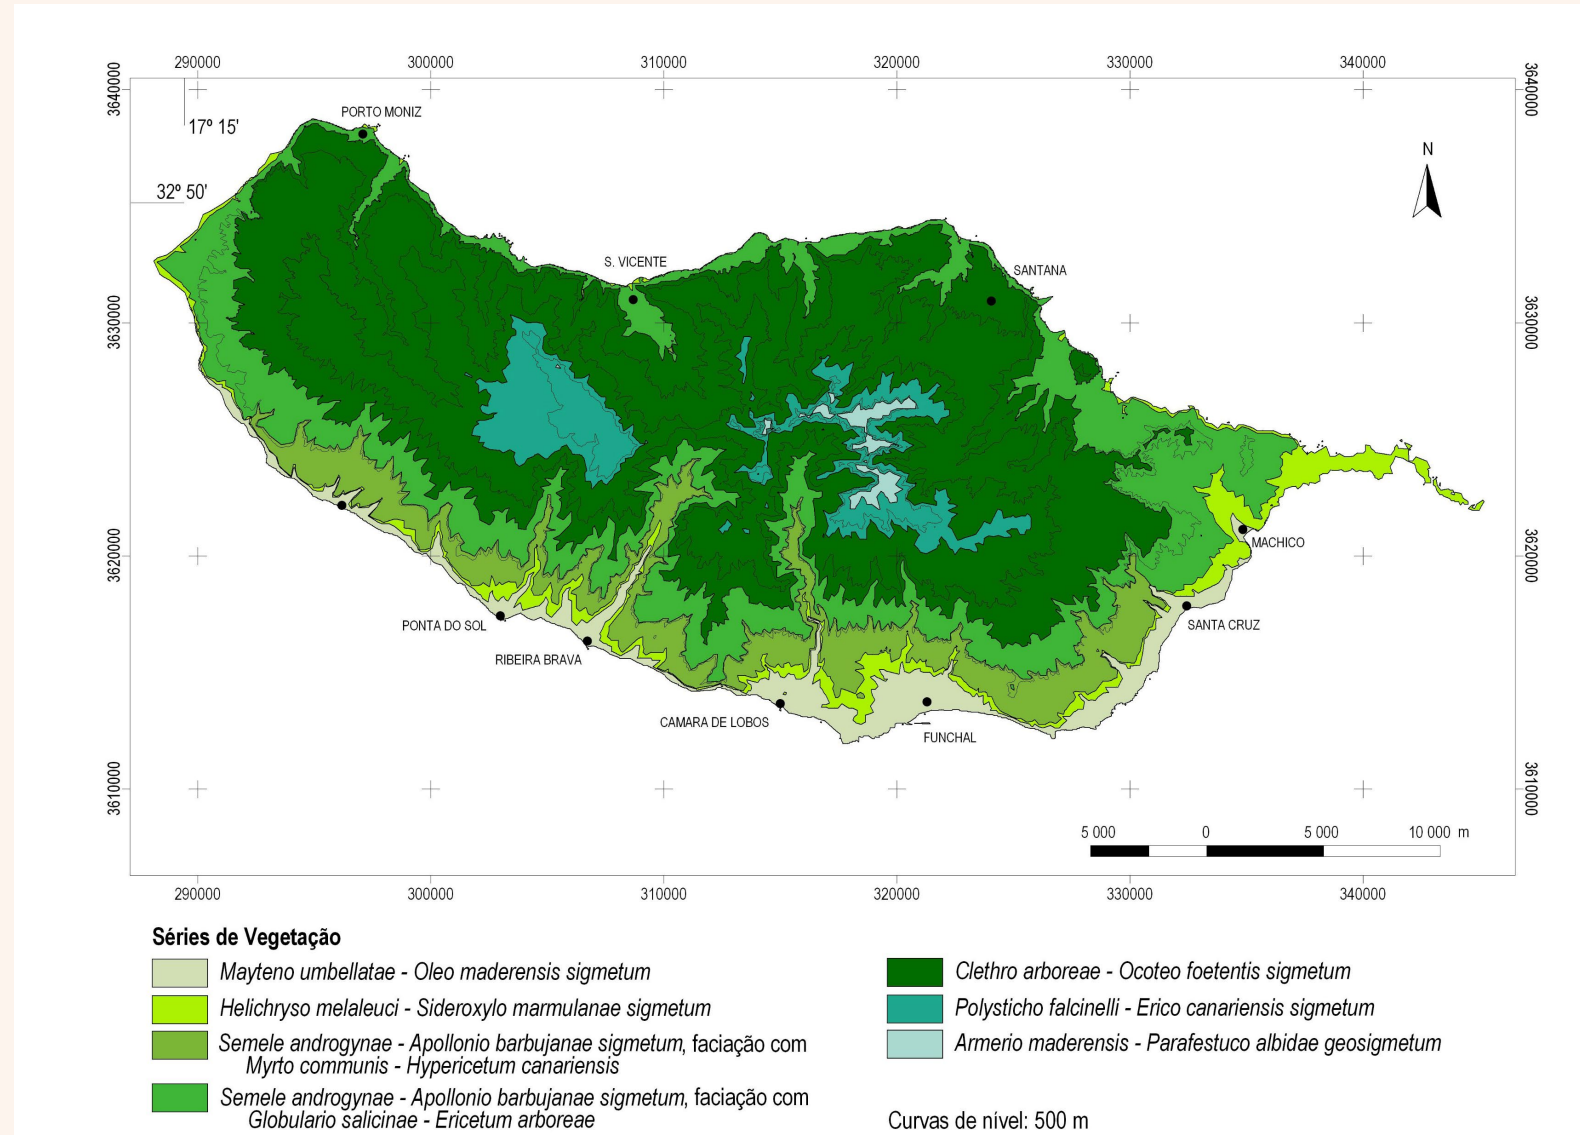 290000 300000 310000 320000 330000 340000
3640000 3640000
PORTO MONIZ
17º 15'
N
32º 50'
S. VICENTE
SANTANA
3630000 3630000
MACHICO
3620000 3620000
PONTA DO SOL
SANTA CRUZ
RIBEIRA BRAVA
CAMARA DE LOBOS
FUNCHAL
3610000 3610000
5 000 0 5 000 10 000 m
290000 300000 310000 320000 330000 340000
Séries de Vegetação
Mayteno umbellatae - Oleo maderensis sigmetum
Helichryso melaleuci - Sideroxylo marmulanae sigmetum
Semele androgynae - Apollonio barbujanae sigmetum, faciação com
Myrto communis - Hypericetum canariensis
Semele androgynae - Apollonio barbujanae sigmetum, faciação com
Globulario salicinae - Ericetum arboreae
Clethro arboreae - Ocoteo foetentis sigmetum
Polysticho falcinelli - Erico canariensis sigmetum
Armerio maderensis - Parafestuco albidae geosigmetum
Curvas de nível: 500 m